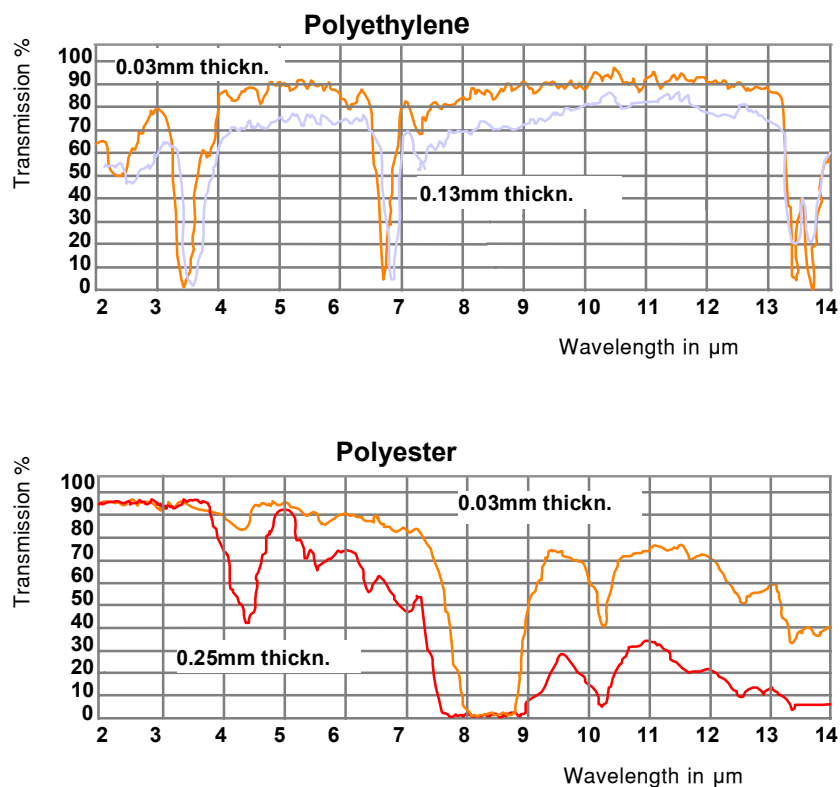 Polyethylene
Transmission %
100
90
80
70
60
50
40
30
20
10
0
0.03mm thickn.
0.13mm thickn.
2 3 4 5 6 7 8 9 10 11 12 13 14
Wavelength in µm
Polyester
Transmission %
100
90
80
70
60
50
40
30
20
10
0
0.03mm thickn.
0.25mm thickn.
2 3 4 5 6 7 8 9 10 11 12 13 14
Wavelength in µm